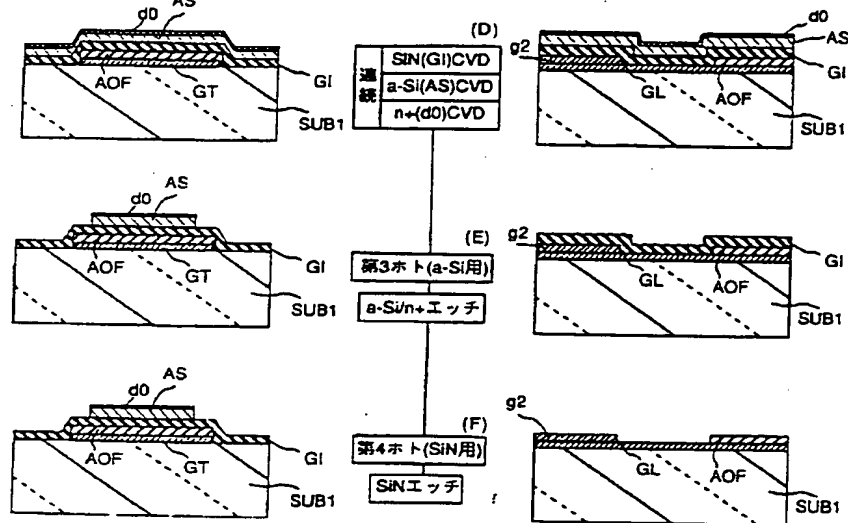 d0
AS
AOF
GT
GI
SUB1
(D)
連続
SIN(GI)CVD
a-Si(AS)CVD
n+(d0)CVD
d0
AS
g2
GI
GL
AOF
SUB1
d0
AS
AOF
GT
GI
SUB1
(E)
第3ホト(a-Si用)
a-Si/n+エッチ
g2
GI
GL
AOF
SUB1
d0
AS
AOF
GT
GI
SUB1
(F)
第4ホト(SiN用)
SiNエッチ
g2
GL
AOF
SUB1